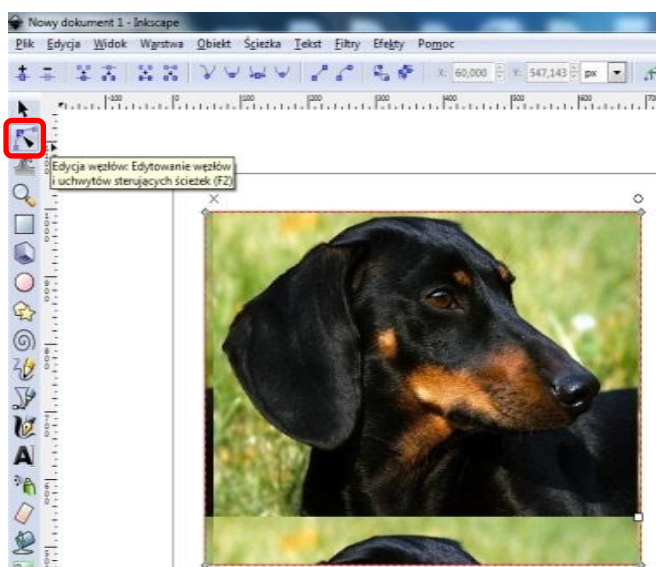 Nowy dokument 1 - Inkscape
Plik Edycja Widok Warstwa Obiekt Ścieżka Tekst Filtry Efekty Pomoc
X: 60,000 Y: 547,143 px
Edycja węzłów: Edytowanie węzłów
i uchwytów sterujących ścieżek (F2)